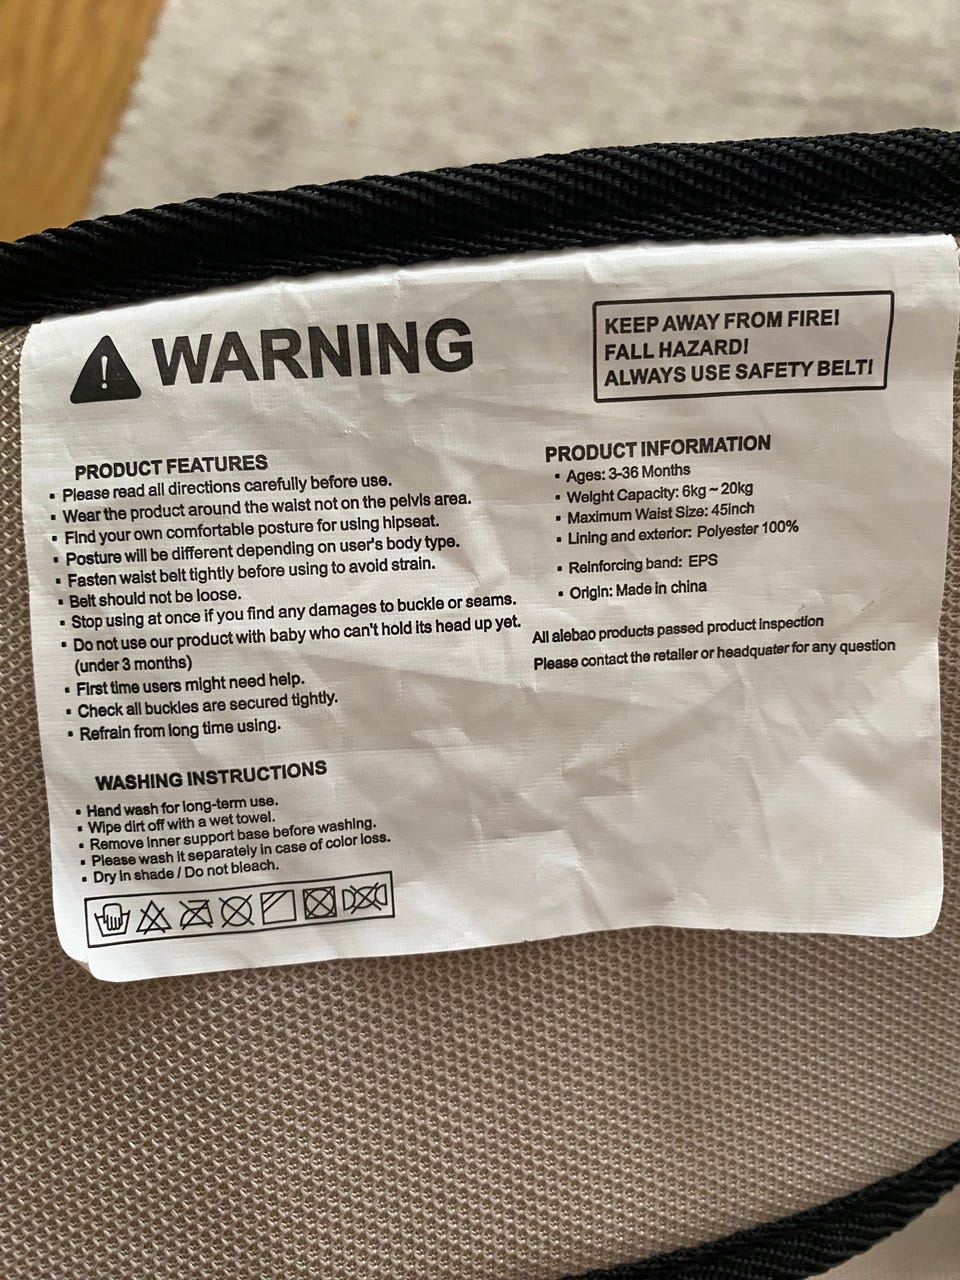 WARNING
KEEP AWAY FROM FIRE!
FALL HAZARD!
ALWAYS USE SAFETY BELT!
PRODUCT FEATURES
▪ Please read all directions carefully before use.
▪ Wear the product around the waist not on the pelvis area.
▪ Find your own comfortable posture for using hipseat.
▪ Posture will be different depending on user's body type.
▪ Fasten waist belt tightly before using to avoid strain.
▪ Belt should not be loose.
▪ Stop using at once if you find any damages to buckle or seams.
▪ Do not use our product with baby who can't hold its head up yet.
(under 3 months)
▪ First time users might need help.
▪ Check all buckles are secured tightly.
▪ Refrain from long time using.
WASHING INSTRUCTIONS
▪ Hand wash for long-term use.
▪ Wipe dirt off with a wet towel.
▪ Remove inner support base before washing.
▪ Please wash it separately in case of color loss.
▪ Dry in shade / Do not bleach.
PRODUCT INFORMATION
▪ Ages: 3-36 Months
▪ Weight Capacity: 6kg ~ 20kg
▪ Maximum Waist Size: 45inch
▪ Lining and exterior: Polyester 100%
▪ Reinforcing band: EPS
▪ Origin: Made in china
All alebao products passed product inspection
Please contact the retailer or headquater for any question